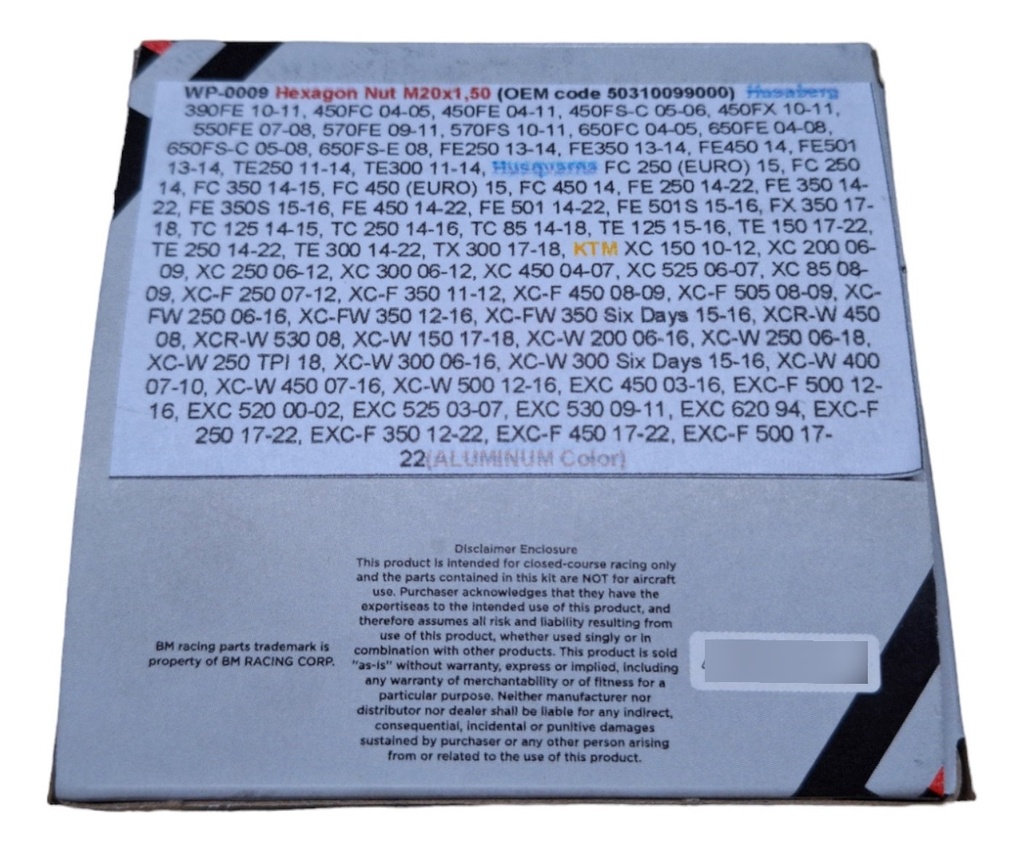 WP-0009 Hexagon Nut M20x1,50 (OEM code 50310099000) Husaberg
390FE 10-11, 450FC 04-05, 450FE 04-11, 450FS-C 05-06, 450FX 10-11,
550FE 07-08, 570FE 09-11, 570FS 10-11, 650FC 04-05, 650FE 04-08,
650FS-C 05-08, 650FS-E 08, FE250 13-14, FE350 13-14, FE450 14, FE501
13-14, TE250 11-14, TE300 11-14, Husqvarna FC 250 (EURO) 15, FC 250
14, FC 350 14-15, FC 450 (EURO) 15, FC 450 14, FE 250 14-22, FE 350 14-
22, FE 350S 15-16, FE 450 14-22, FE 501 14-22, FE 501S 15-16, FX 350 17-
18, TC 125 14-15, TC 250 14-16, TC 85 14-18, TE 125 15-16, TE 150 17-22,
TE 250 14-22, TE 300 14-22, TX 300 17-18, KTM XC 150 10-12, XC 200 06-
09, XC 250 06-12, XC 300 06-12, XC 450 04-07, XC 525 06-07, XC 85 08-
09, XC-F 250 07-12, XC-F 350 11-12, XC-F 450 08-09, XC-F 505 08-09, XC-
FW 250 06-16, XC-FW 350 12-16, XC-FW 350 Six Days 15-16, XCR-W 450
08, XCR-W 530 08, XC-W 150 17-18, XC-W 200 06-16, XC-W 250 06-18,
XC-W 250 TPI 18, XC-W 300 06-16, XC-W 300 Six Days 15-16, XC-W 400
07-10, XC-W 450 07-16, XC-W 500 12-16, EXC 450 03-16, EXC-F 500 12-
16, EXC 520 00-02, EXC 525 03-07, EXC 530 09-11, EXC 620 94, EXC-F
250 17-22, EXC-F 350 12-22, EXC-F 450 17-22, EXC-F 500 17-
22(ALUMINUM Color)
BM racing parts trademark is
property of BM RACING CORP.
Disclaimer Enclosure
This product is intended for closed-course racing only
and the parts contained in this kit are NOT for aircraft
use. Purchaser acknowledges that they have the
expertiseas to the intended use of this product, and
therefore assumes all risk and liability resulting from
use of this product, whether used singly or in
combination with other products. This product is sold
"as-is" without warranty, express or implied, including
any warranty of merchantability or of fitness for a
particular purpose. Neither manufacturer nor
distributor nor dealer shall be liable for any indirect,
consequential, incidental or punitive damages
sustained by purchaser or any other person arising
from or related to the use of this product.